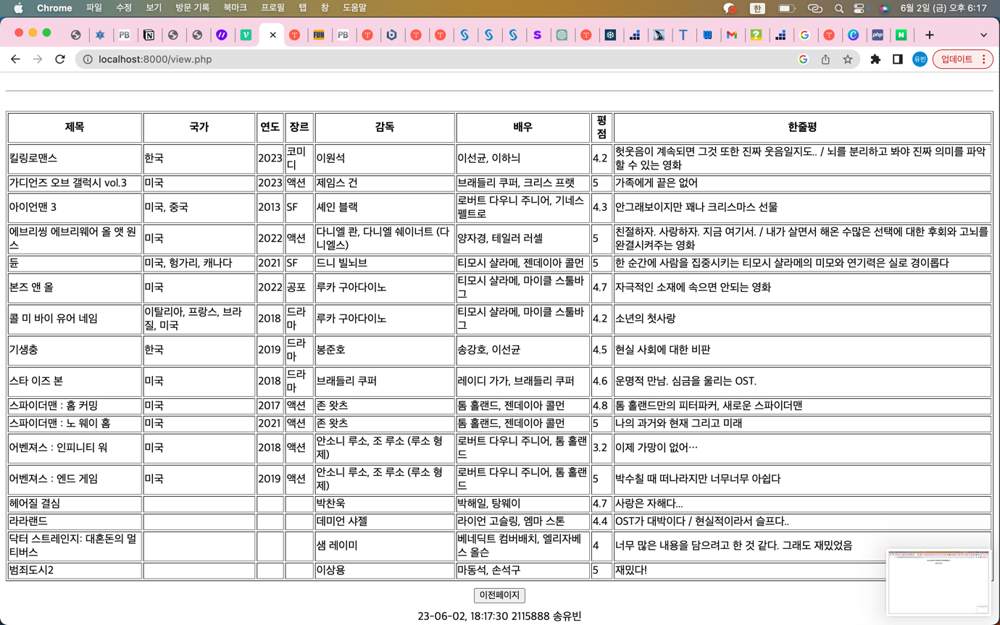 Chrome 파일 수정 보기 방문 기록 북마크 프로필 탭 창 도움말 한 6월 2일 (금) 오후 6:17
PB PB FUN T php N
localhost:8000/view.php 유빈 업데이트
제목 국가 연도 장르 감독 배우 평점 한줄평
킬링로맨스 한국 2023 코미디 이원석 이선균, 이하늬 4.2 헛웃음이 계속되면 그것 또한 진짜 웃음일지도.. / 뇌를 분리하고 봐야 진짜 의미를 파악할 수 있는 영화
가디언즈 오브 갤럭시 vol.3 미국 2023 액션 제임스 건 브래들리 쿠퍼, 크리스 프랫 5 가족에게 끝은 없어
아이언맨 3 미국, 중국 2013 SF 셰인 블랙 로버트 다우니 주니어, 기네스 펠트로 4.3 안그래보이지만 꽤나 크리스마스 선물
에브리씽 에브리웨어 올 앳 원스 미국 2022 액션 다니엘 콴, 다니엘 쉐이너트 (다니엘스) 양자경, 테일러 러셀 5 친절하자. 사랑하자. 지금 여기서. / 내가 살면서 해온 수많은 선택에 대한 후회와 고뇌를 완결시켜주는 영화
듄 미국, 헝가리, 캐나다 2021 SF 드니 빌뇌브 티모시 샬라메, 젠데이아 콜먼 5 한 순간에 사람을 집중시키는 티모시 샬라메의 미모와 연기력은 실로 경이롭다
본즈 앤 올 미국 2022 공포 루카 구아다이노 티모시 샬라메, 마이클 스툴바그 4.7 자극적인 소재에 속으면 안되는 영화
콜 미 바이 유어 네임 이탈리아, 프랑스, 브라질, 미국 2018 드라마 루카 구아다이노 티모시 샬라메, 마이클 스툴바그 4.2 소년의 첫사랑
기생충 한국 2019 드라마 봉준호 송강호, 이선균 4.5 현실 사회에 대한 비판
스타 이즈 본 미국 2018 드라마 브래들리 쿠퍼 레이디 가가, 브래들리 쿠퍼 4.6 운명적 만남. 심금을 울리는 OST.
스파이더맨 : 홈 커밍 미국 2017 액션 존 왓츠 톰 홀랜드, 젠데이아 콜먼 4.8 톰 홀랜드만의 피터파커, 새로운 스파이더맨
스파이더맨 : 노 웨이 홈 미국 2021 액션 존 왓츠 톰 홀랜드, 젠데이아 콜먼 5 나의 과거와 현재 그리고 미래
어벤져스 : 인피니티 워 미국 2018 액션 안소니 루소, 조 루소 (루소 형제) 로버트 다우니 주니어, 톰 홀랜드 3.2 이제 가망이 없어…
어벤져스 : 엔드 게임 미국 2019 액션 안소니 루소, 조 루소 (루소 형제) 로버트 다우니 주니어, 톰 홀랜드 5 박수칠 때 떠나라지만 너무너무 아쉽다
헤어질 결심 박찬욱 박해일, 탕웨이 4.7 사랑은 자해다...
라라랜드 데미언 샤젤 라이언 고슬링, 엠마 스톤 4.4 OST가 대박이다 / 현실적이라서 슬프다..
닥터 스트레인지: 대혼돈의 멀티버스 샘 레이미 베네딕트 컴버배치, 엘리자베스 올슨 4 너무 많은 내용을 담으려고 한 것 같다. 그래도 재밌었음
범죄도시2 이상용 마동석, 손석구 5 재밌다!
이전페이지
23-06-02, 18:17:30 2115888 송유빈